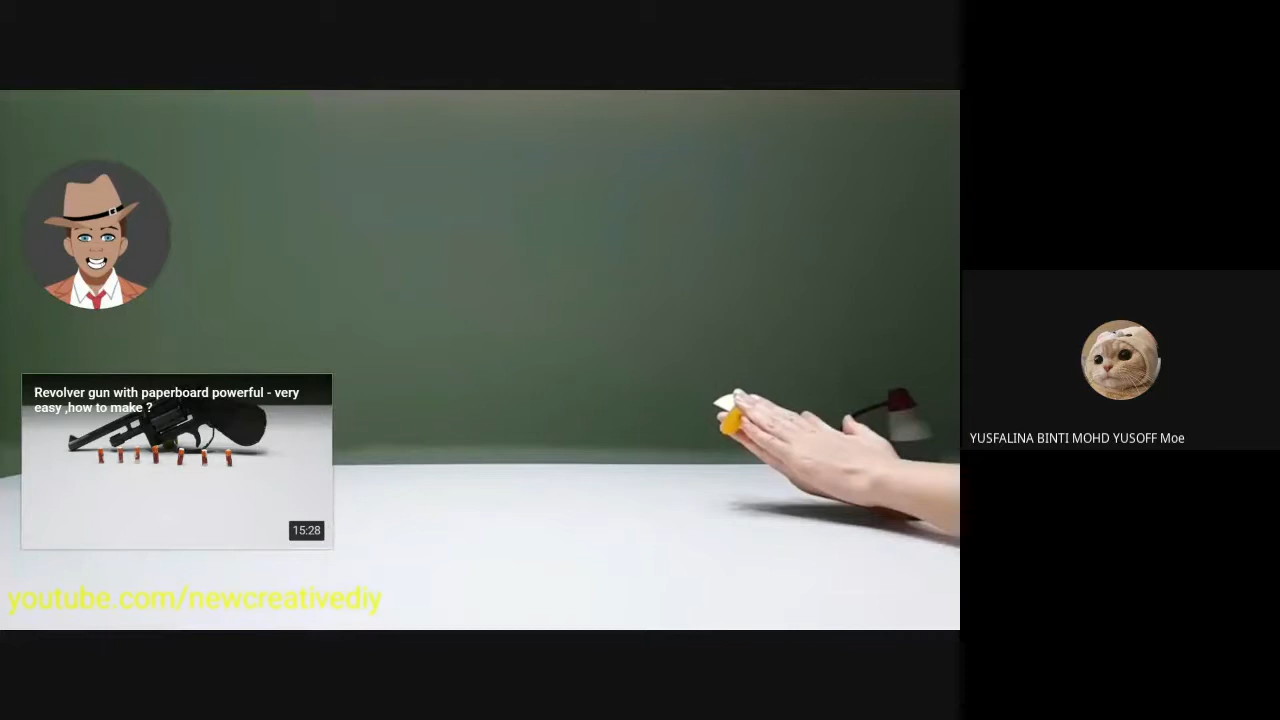 Revolver gun with paperboard powerful - very
easy ,how to make ?
15:28
youtube.com/newcreativediy
YUSFALINA BINTI MOHD YUSOFF Moe